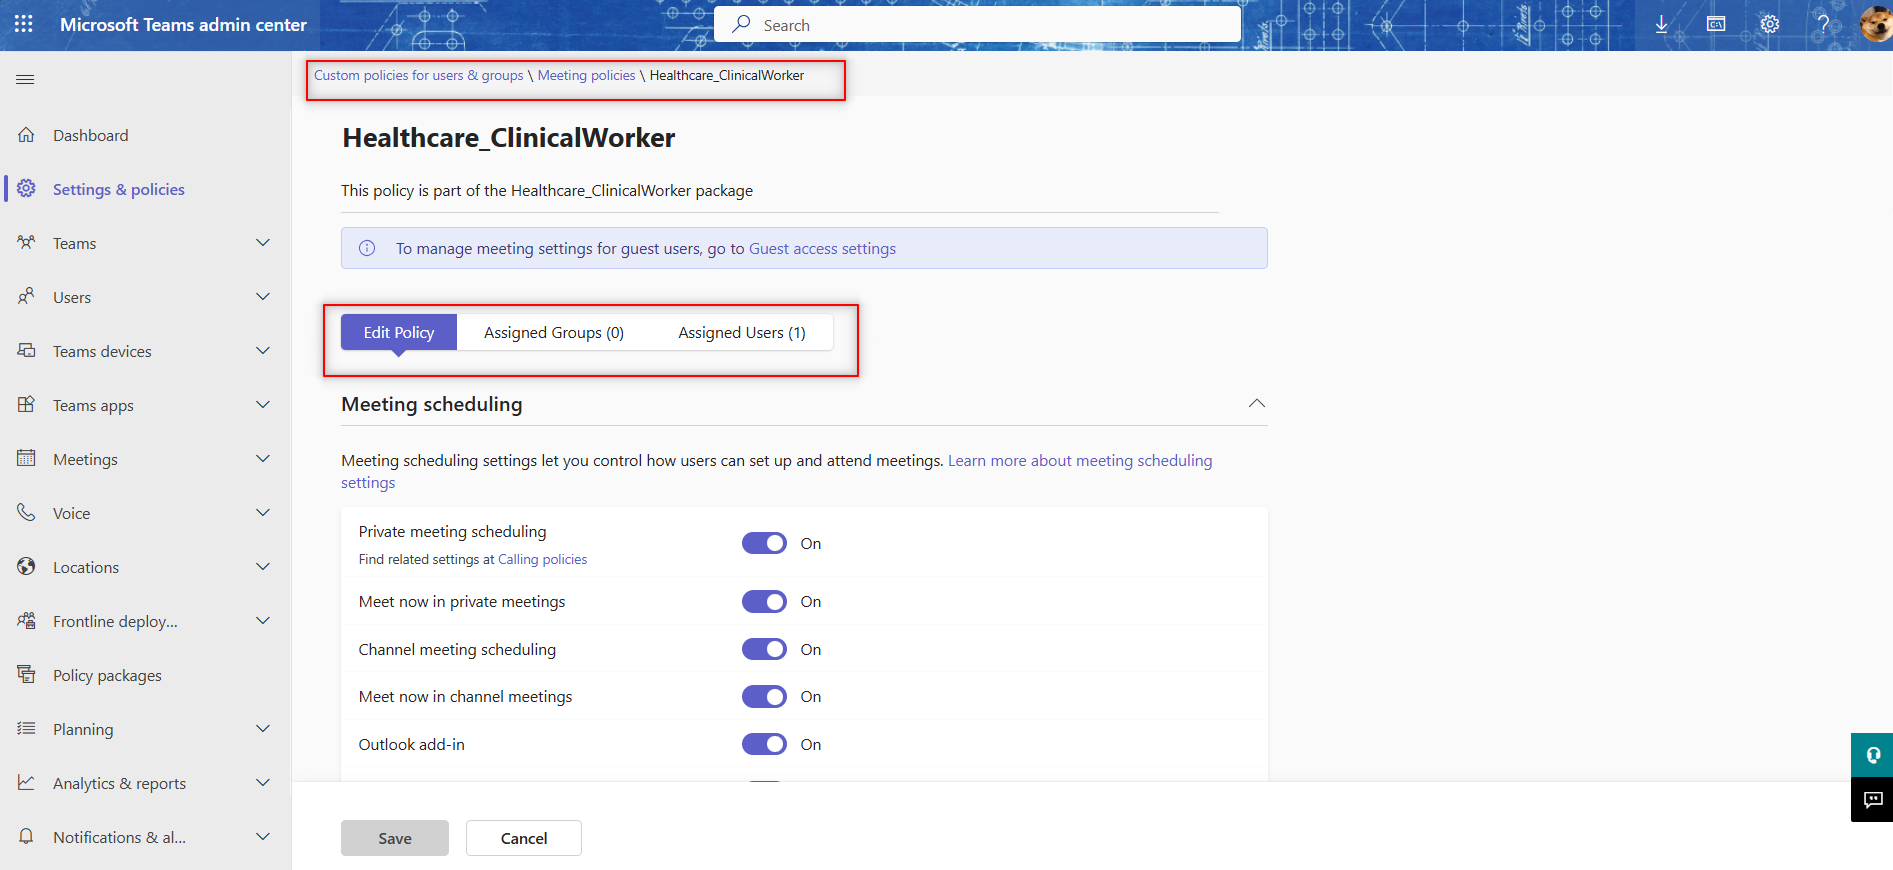 Microsoft Teams admin center
Search
Custom policies for users & groups \ Meeting policies \ Healthcare_ClinicalWorker
Dashboard
Settings & policies
Teams
Users
Teams devices
Teams apps
Meetings
Voice
Locations
Frontline deploy...
Policy packages
Planning
Analytics & reports
Notifications & al...
Healthcare_ClinicalWorker
This policy is part of the Healthcare_ClinicalWorker package
To manage meeting settings for guest users, go to Guest access settings
Edit Policy
Assigned Groups (0)
Assigned Users (1)
Meeting scheduling
Meeting scheduling settings let you control how users can set up and attend meetings. Learn more about meeting scheduling
settings
Private meeting scheduling
On
Find related settings at Calling policies
Meet now in private meetings
On
Channel meeting scheduling
On
Meet now in channel meetings
On
Outlook add-in
On
Save
Cancel